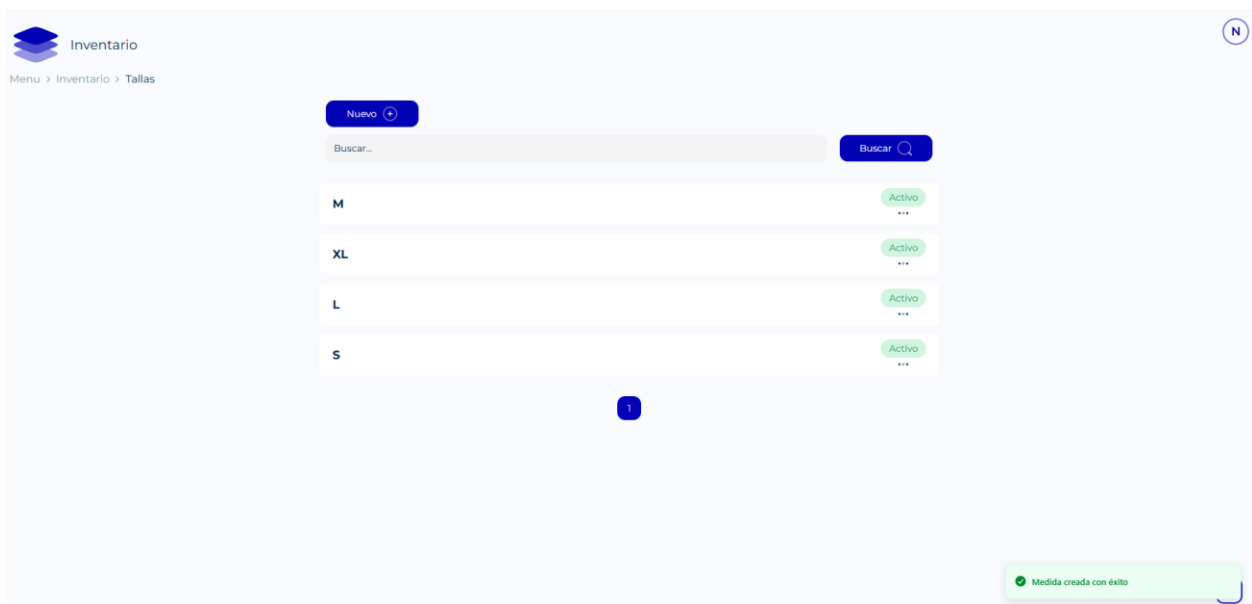 N
Inventario
Menu > Inventario > Tallas
Nuevo
Buscar...
Buscar
M
Activo
XL
Activo
L
Activo
S
Activo
1
Medida creada con éxito